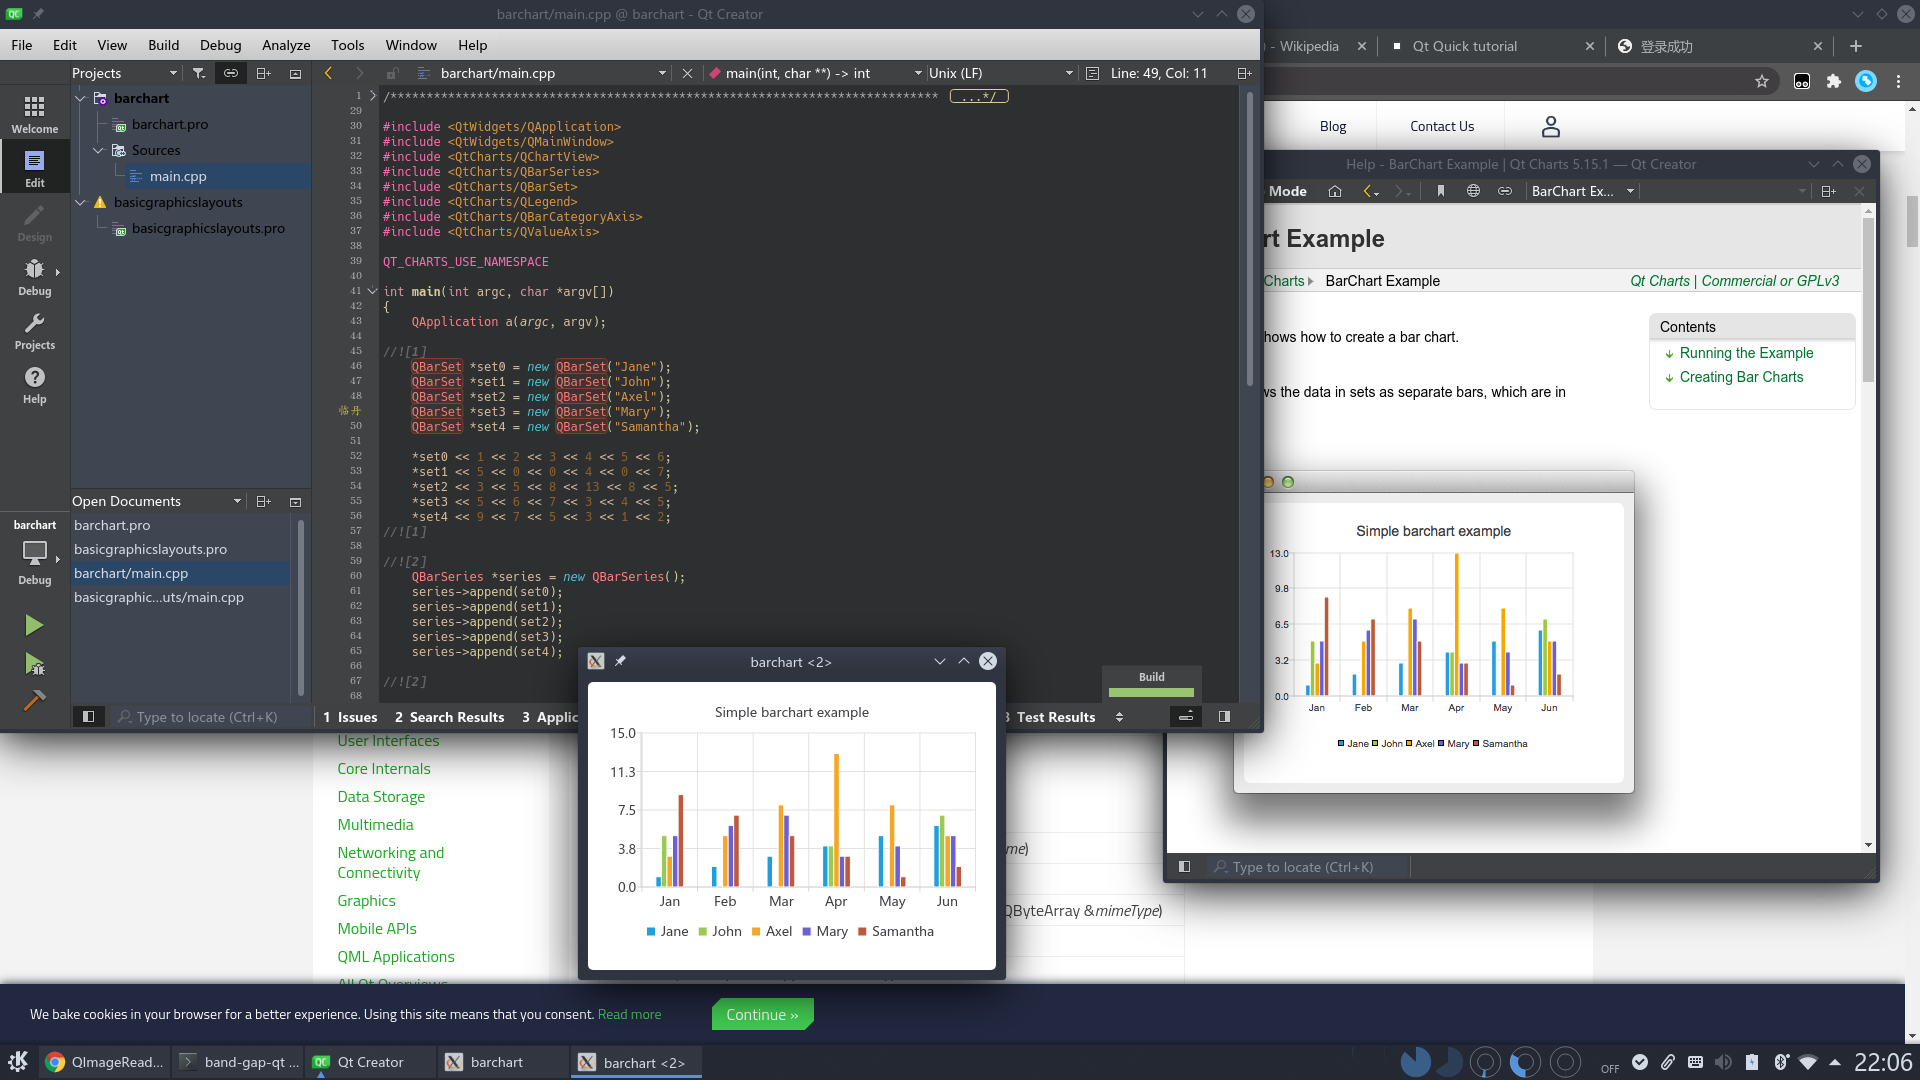 barchart/main.cpp @ barchart - Qt Creator
File Edit View Build Debug Analyze Tools Window Help
Projects
barchart/main.cpp
main(int, char **) -> int
Unix (LF)
Line: 49, Col: 11
Welcome
Edit
Design
Debug
Projects
Help
barchart
Debug
barchart
barchart.pro
Sources
main.cpp
basicgraphicslayouts
basicgraphicslayouts.pro
Open Documents
barchart.pro
basicgraphicslayouts.pro
barchart/main.cpp
basicgraphic...uts/main.cpp
Type to locate (Ctrl+K)
1 ...*/
29
30 #include <QtWidgets/QApplication>
31 #include <QtWidgets/QMainWindow>
32 #include <QtCharts/QChartView>
33 #include <QtCharts/QBarSeries>
34 #include <QtCharts/QBarSet>
35 #include <QtCharts/QLegend>
36 #include <QtCharts/QBarCategoryAxis>
37 #include <QtCharts/QValueAxis>
38
39 QT_CHARTS_USE_NAMESPACE
40
41 int main(int argc, char *argv[])
42 {
43 QApplication a(argc, argv);
44
45 //![1]
46 QBarSet *set0 = new QBarSet("Jane");
47 QBarSet *set1 = new QBarSet("John");
48 QBarSet *set2 = new QBarSet("Axel");
QBarSet *set3 = new QBarSet("Mary");
50 QBarSet *set4 = new QBarSet("Samantha");
51
52 *set0 << 1 << 2 << 3 << 4 << 5 << 6;
53 *set1 << 5 << 0 << 0 << 4 << 0 << 7;
54 *set2 << 3 << 5 << 8 << 13 << 8 << 5;
55 *set3 << 5 << 6 << 7 << 3 << 4 << 5;
56 *set4 << 9 << 7 << 5 << 3 << 1 << 2;
57 //![1]
58
59 //![2]
60 QBarSeries *series = new QBarSeries();
61 series->append(set0);
62 series->append(set1);
63 series->append(set2);
64 series->append(set3);
65 series->append(set4);
66
67 //![2]
68
Build
1 Issues 2 Search Results 3 Applic
Test Results
- Wikipedia
Qt Quick tutorial
登录成功
Blog
Contact Us
Help - BarChart Example | Qt Charts 5.15.1 — Qt Creator
Mode
BarChart Ex...
rt Example
Charts BarChart Example
Qt Charts | Commercial or GPLv3
hows how to create a bar chart.
ws the data in sets as separate bars, which are in
Contents
Running the Example
Creating Bar Charts
Simple barchart example
13.0
9.8
6.5
3.2
0.0
Jan Feb Mar Apr May Jun
Jane John Axel Mary Samantha
Type to locate (Ctrl+K)
barchart <2>
Simple barchart example
15.0
11.3
7.5
3.8
0.0
Jan Feb Mar Apr May Jun
Jane John Axel Mary Samantha
User Interfaces
Core Internals
Data Storage
Multimedia
Networking and
Connectivity
Graphics
Mobile APIs
QML Applications
All Qt Overviews
me)
QByteArray &mimeType)
We bake cookies in your browser for a better experience. Using this site means that you consent. Read more
Continue »
QImageRead...
band-gap-qt ...
Qt Creator
barchart
barchart <2>
OFF
22:06